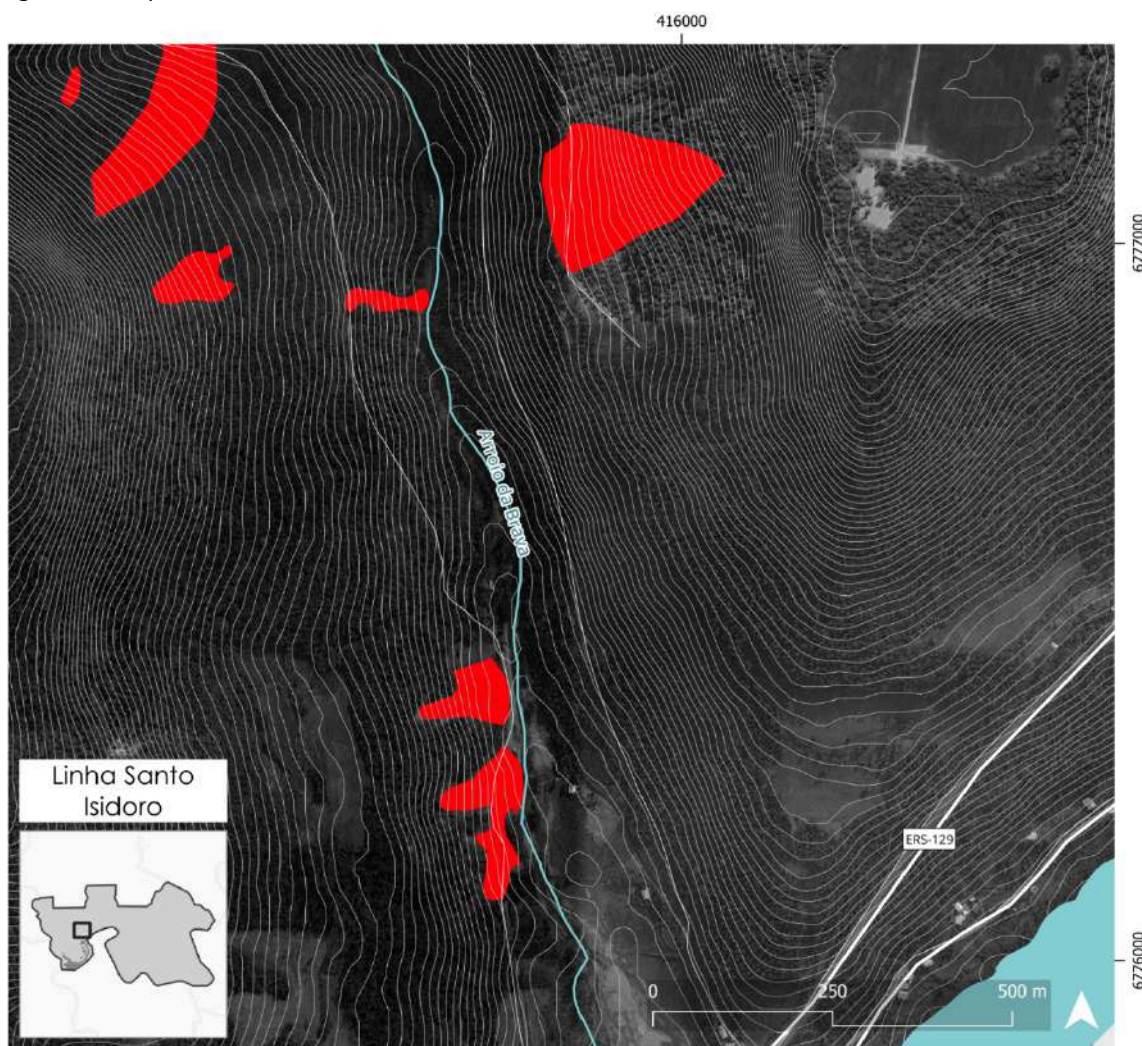 416000
6777000
Arroio da Brava
Linha Santo
Isidoro
ERS-129
6776000
0
250
500 m